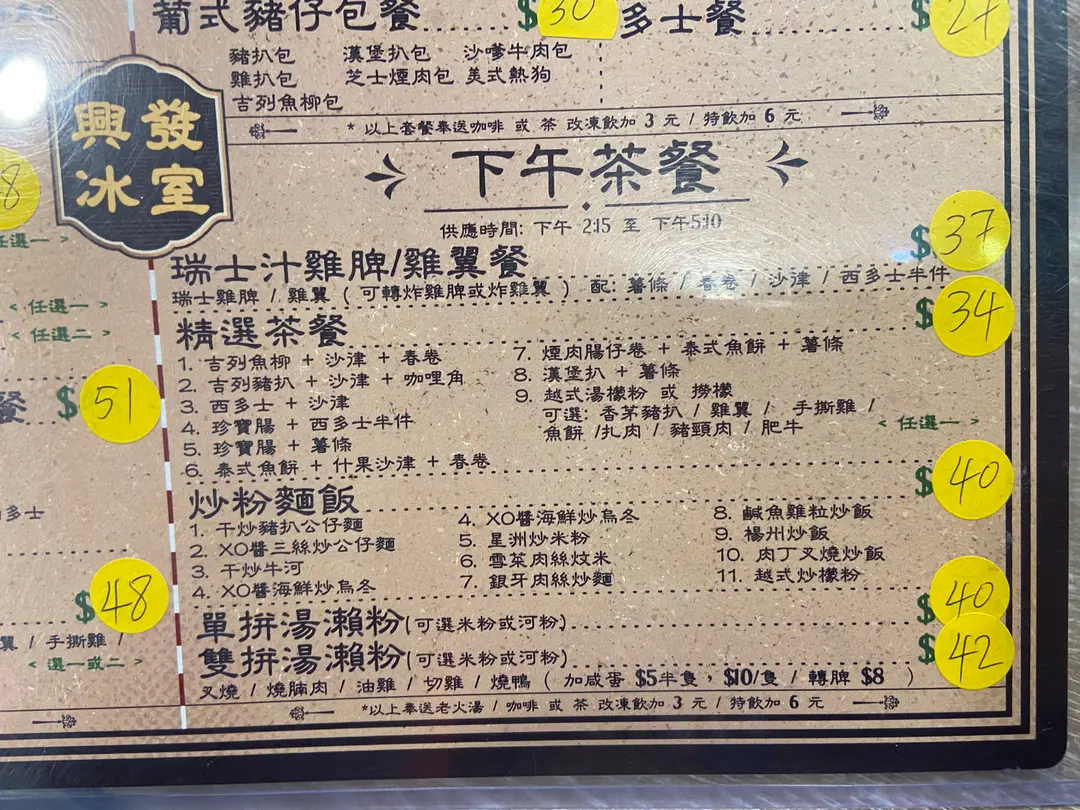 葡式豬仔包餐 $30
多士餐 $27
豬扒包 漢堡扒包 沙嗲牛肉包
雞扒包 芝士煙肉包 美式熱狗
吉列魚柳包
* 以上套餐奉送咖啡 或 茶 改凍飲加 3 元 / 特飲加 6 元
興發
冰室
8
任選一 >
< 任選一 >
< 任選二 >
餐 $51
多士
$48
翼 / 手撕雞 /
< 選一或二 >
下午茶餐
供應時間: 下午 2:15 至 下午5:10
瑞士汁雞脾/雞翼餐 $37
瑞士雞脾 / 雞翼 ( 可轉炸雞脾或炸雞翼 ) 配: 薯條 / 春卷 / 沙律 / 西多士半件
精選茶餐 $34
1. 吉列魚柳 + 沙律 + 春卷
2. 吉列豬扒 + 沙律 + 咖哩角
3. 西多士 + 沙律
4. 珍寶腸 + 西多士半件
5. 珍寶腸 + 薯條
6. 泰式魚餅 + 什果沙律 + 春卷
7. 煙肉腸仔卷 + 泰式魚餅 + 薯條
8. 漢堡扒 + 薯條
9. 越式湯檬粉 或 撈檬
可選: 香茅豬扒 / 雞翼 / 手撕雞 /
魚餅 /扎肉 / 豬頸肉 / 肥牛 < 任選一 >
炒粉麵飯 $40
1. 干炒豬扒公仔麵
2. XO醬三絲炒公仔麵
3. 干炒牛河
4. XO醬海鮮炒烏冬
4. XO醬海鮮炒烏冬
5. 星洲炒米粉
6. 雪菜肉絲炆米
7. 銀牙肉絲炒麵
8. 鹹魚雞粒炒飯
9. 楊州炒飯
10. 肉丁叉燒炒飯
11. 越式炒檬粉
單拼湯瀨粉(可選米粉或河粉) $40
雙拼湯瀨粉(可選米粉或河粉) $42
叉燒 / 燒腩肉 / 油雞 / 切雞 / 燒鴨 ( 加咸蛋 $5半隻，$10/隻 / 轉脾 $8 )
*以上奉送老火湯 / 咖啡 或 茶 改凍飲加 3 元 / 特飲加 6 元